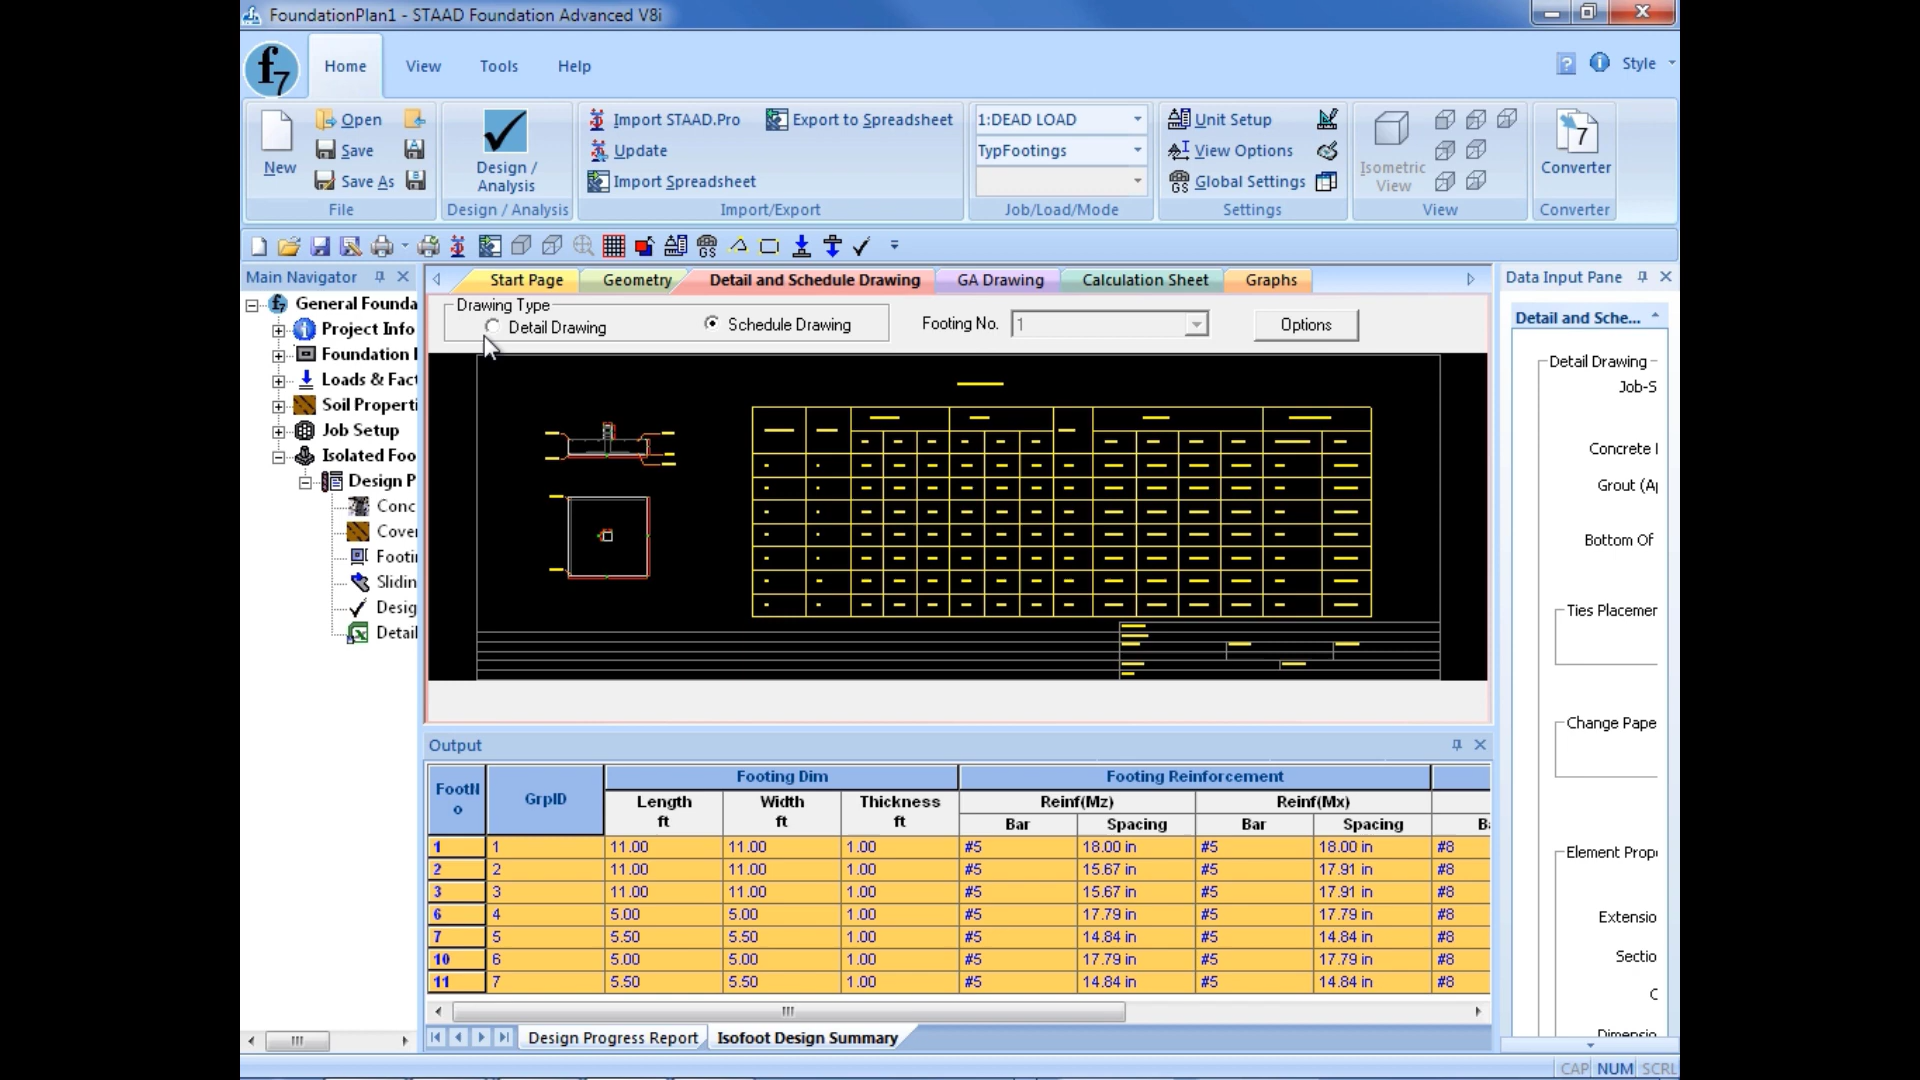 FoundationPlan1 - STAAD Foundation Advanced V8i
Home View Tools Help
Style
New
Open
Save
Save As
File
Design /
Analysis
Design / Analysis
Import STAAD.Pro
Update
Import Spreadsheet
Export to Spreadsheet
Import/Export
1:DEAD LOAD
TypFootings
Job/Load/Mode
Unit Setup
View Options
Global Settings
Settings
Isometric
View
View
7
Converter
Converter
Main Navigator
General Founda
Project Info
Foundation
Loads & Fact
Soil Properti
Job Setup
Isolated Foo
Design P
Conc
Cover
Footi
Slidin
Desig
Detail
Start Page Geometry Detail and Schedule Drawing GA Drawing Calculation Sheet Graphs
Drawing Type
Detail Drawing Schedule Drawing
Footing No. 1
Options
Output
FootN
o
GrpID
Footing Dim Footing Reinforcement
Length Width Thickness Reinf(Mz) Reinf(Mx)
ft ft ft Bar Spacing Bar Spacing
1 1 11.00 11.00 1.00 #5 18.00 in #5 18.00 in #8
2 2 11.00 11.00 1.00 #5 15.67 in #5 17.91 in #8
3 3 11.00 11.00 1.00 #5 15.67 in #5 17.91 in #8
6 4 5.00 5.00 1.00 #5 17.79 in #5 17.79 in #8
7 5 5.50 5.50 1.00 #5 14.84 in #5 14.84 in #8
10 6 5.00 5.00 1.00 #5 17.79 in #5 17.79 in #8
11 7 5.50 5.50 1.00 #5 14.84 in #5 14.84 in #8
Design Progress Report Isofoot Design Summary
Data Input Pane
Detail and Sche...
Detail Drawing
Job-S
Concrete
Grout (Ap
Bottom Of
Ties Placemer
Change Pape
Element Prop
Extensio
Sectio
Dimensio
CAP NUM SCRL